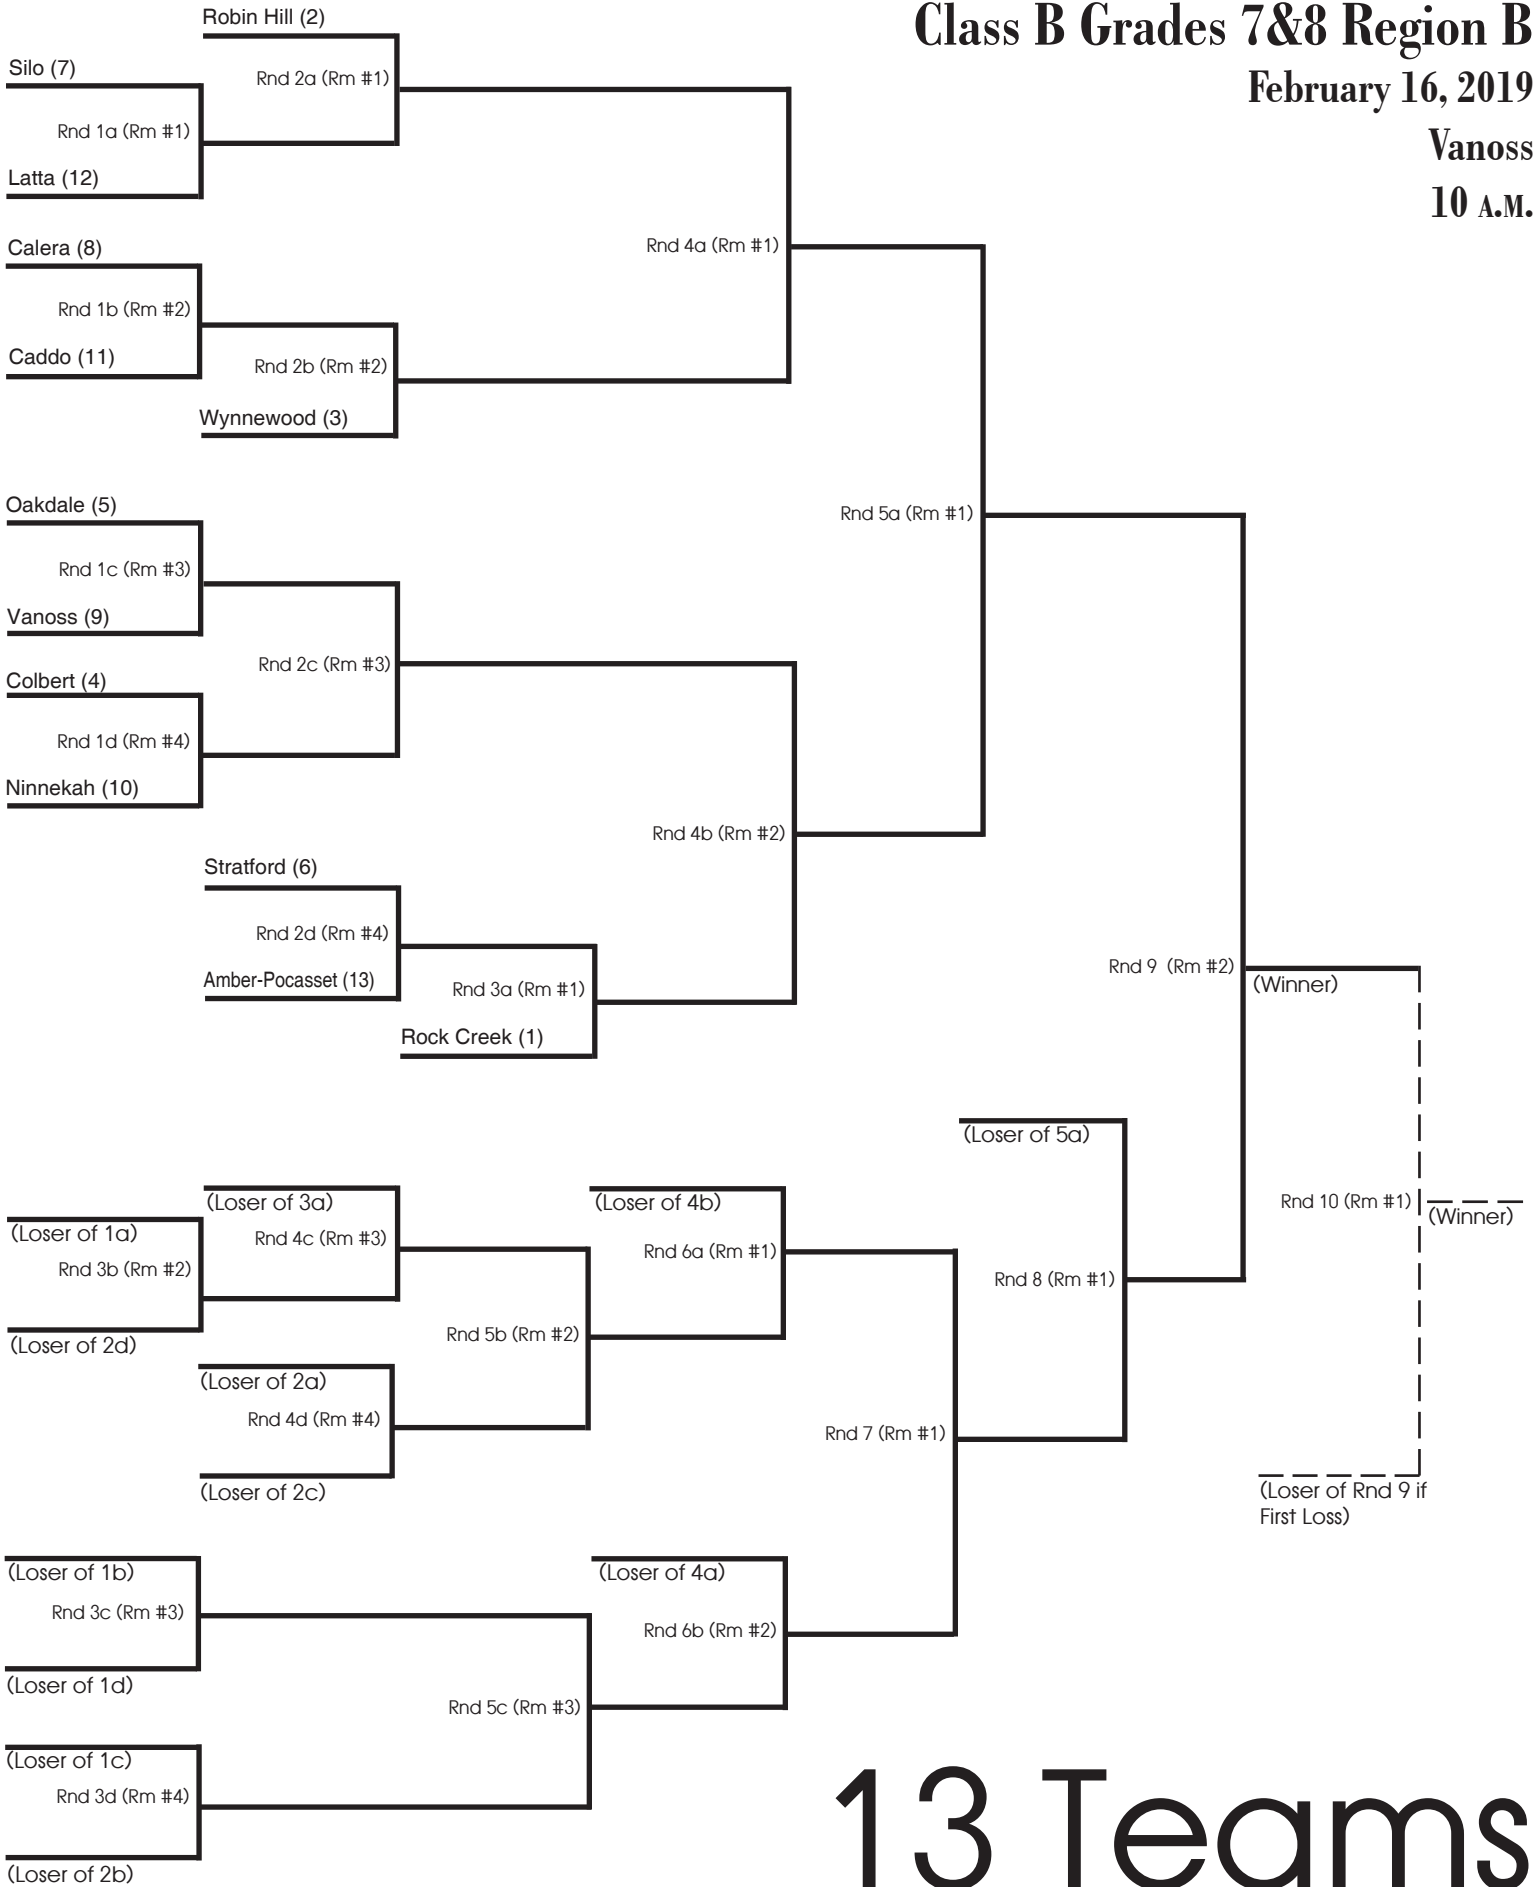 Class B Grades 7&8 Region B
February 16, 2019
Vanoss
10 A.M.
Robin Hill (2)
Silo (7)
Rnd 2a (Rm #1)
Rnd 1a (Rm #1)
Latta (12)
Calera (8)
Rnd 4a (Rm #1)
Rnd 1b (Rm #2)
Caddo (11)
Rnd 2b (Rm #2)
Wynnewood (3)
Oakdale (5)
Rnd 5a (Rm #1)
Rnd 1c (Rm #3)
Vanoss (9)
Rnd 2c (Rm #3)
Colbert (4)
Rnd 1d (Rm #4)
Ninnekah (10)
Rnd 4b (Rm #2)
Stratford (6)
Rnd 2d (Rm #4)
Rnd 9 (Rm #2)
Amber-Pocasset (13)
(Winner)
Rnd 3a (Rm #1)
Rock Creek (1)
(Loser of 5a)
(Loser of 3a)
(Loser of 4b)
Rnd 10 (Rm #1)
(Winner)
(Loser of 1a)
Rnd 4c (Rm #3)
Rnd 6a (Rm #1)
Rnd 3b (Rm #2)
Rnd 8 (Rm #1)
Rnd 5b (Rm #2)
(Loser of 2d)
(Loser of 2a)
Rnd 4d (Rm #4)
Rnd 7 (Rm #1)
(Loser of 2c)
(Loser of Rnd 9 if
First Loss)
(Loser of 1b)
(Loser of 4a)
Rnd 3c (Rm #3)
Rnd 6b (Rm #2)
(Loser of 1d)
Rnd 5c (Rm #3)
(Loser of 1c)
Rnd 3d (Rm #4)
(Loser of 2b)
13 Teams